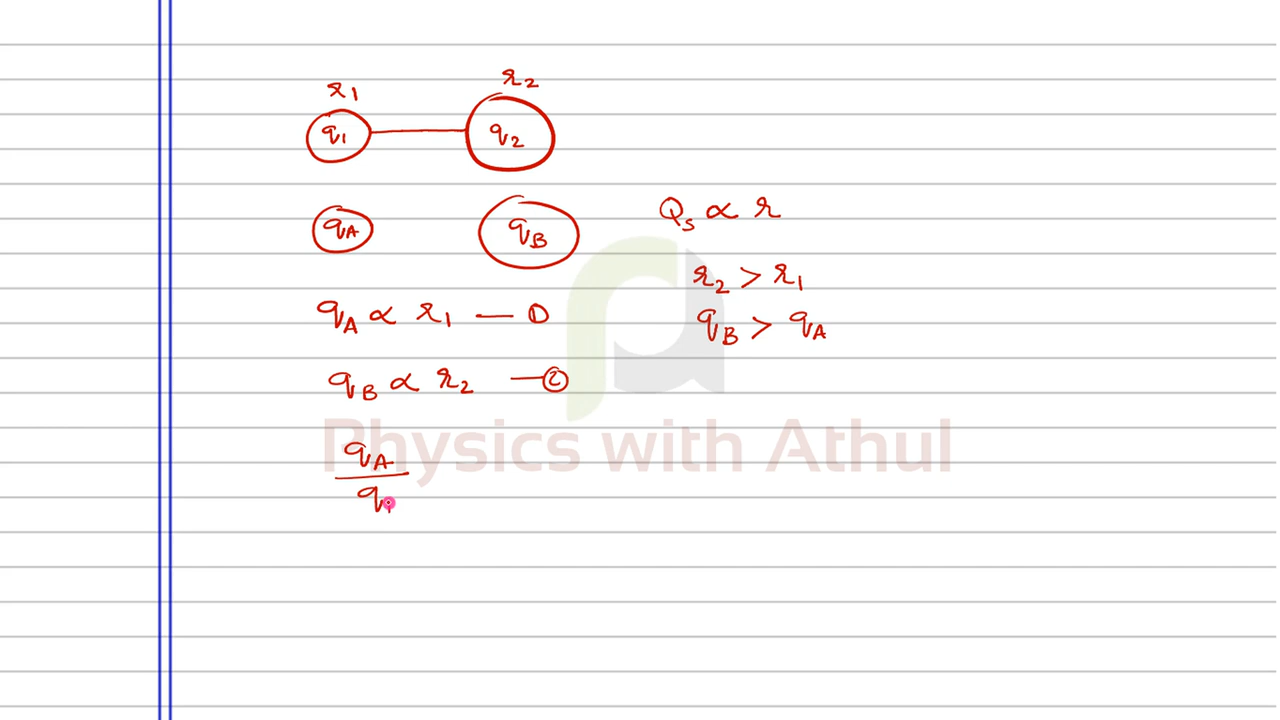 r1 r2
q1 q2
qA qB
Qs ∝ r
r2 > r1
qB > qA
qA ∝ r1 — ①
qB ∝ r2 — ②
Physics with Athul
qA
q